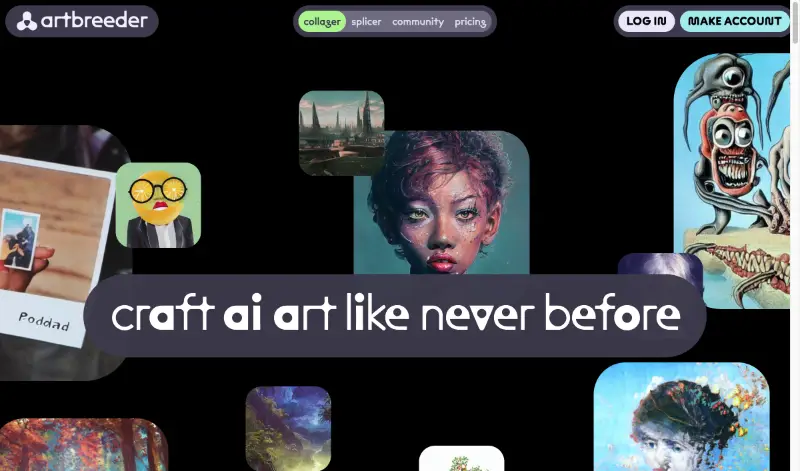 artbreeder
collager splicer community pricing
LOG IN MAKE ACCOUNT
Poddad
craft ai art like never before